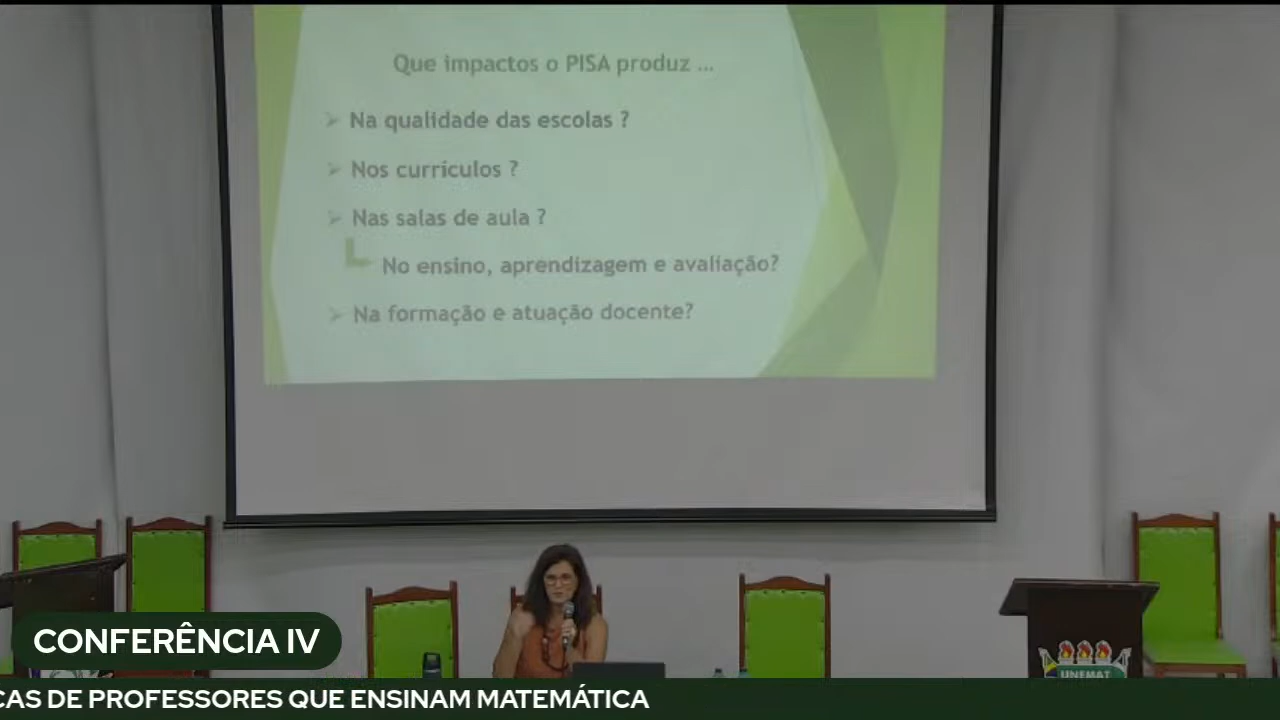 Que impactos o PISA produz ...
Na qualidade das escolas ?
Nos curriculos ?
Nas salas de aula ?
No ensino, aprendizagem e avaliação?
Na formação e atuação docente?
CONFERÊNCIA IV
UNEMAT
CAS DE PROFESSORES QUE ENSINAM MATEMÁTICA